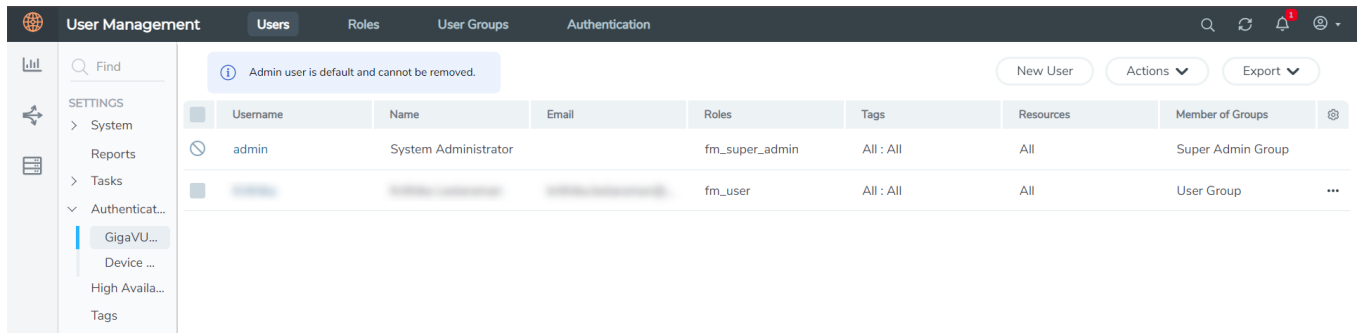 User Management Users Roles User Groups Authentication 1
Find
Admin user is default and cannot be removed. New User Actions Export
SETTINGS
System
Reports
Tasks
Authenticat...
GigaVU...
Device ...
High Availa...
Tags
Username Name Email Roles Tags Resources Member of Groups
admin System Administrator fm_super_admin All : All All Super Admin Group
fm_user All : All All User Group